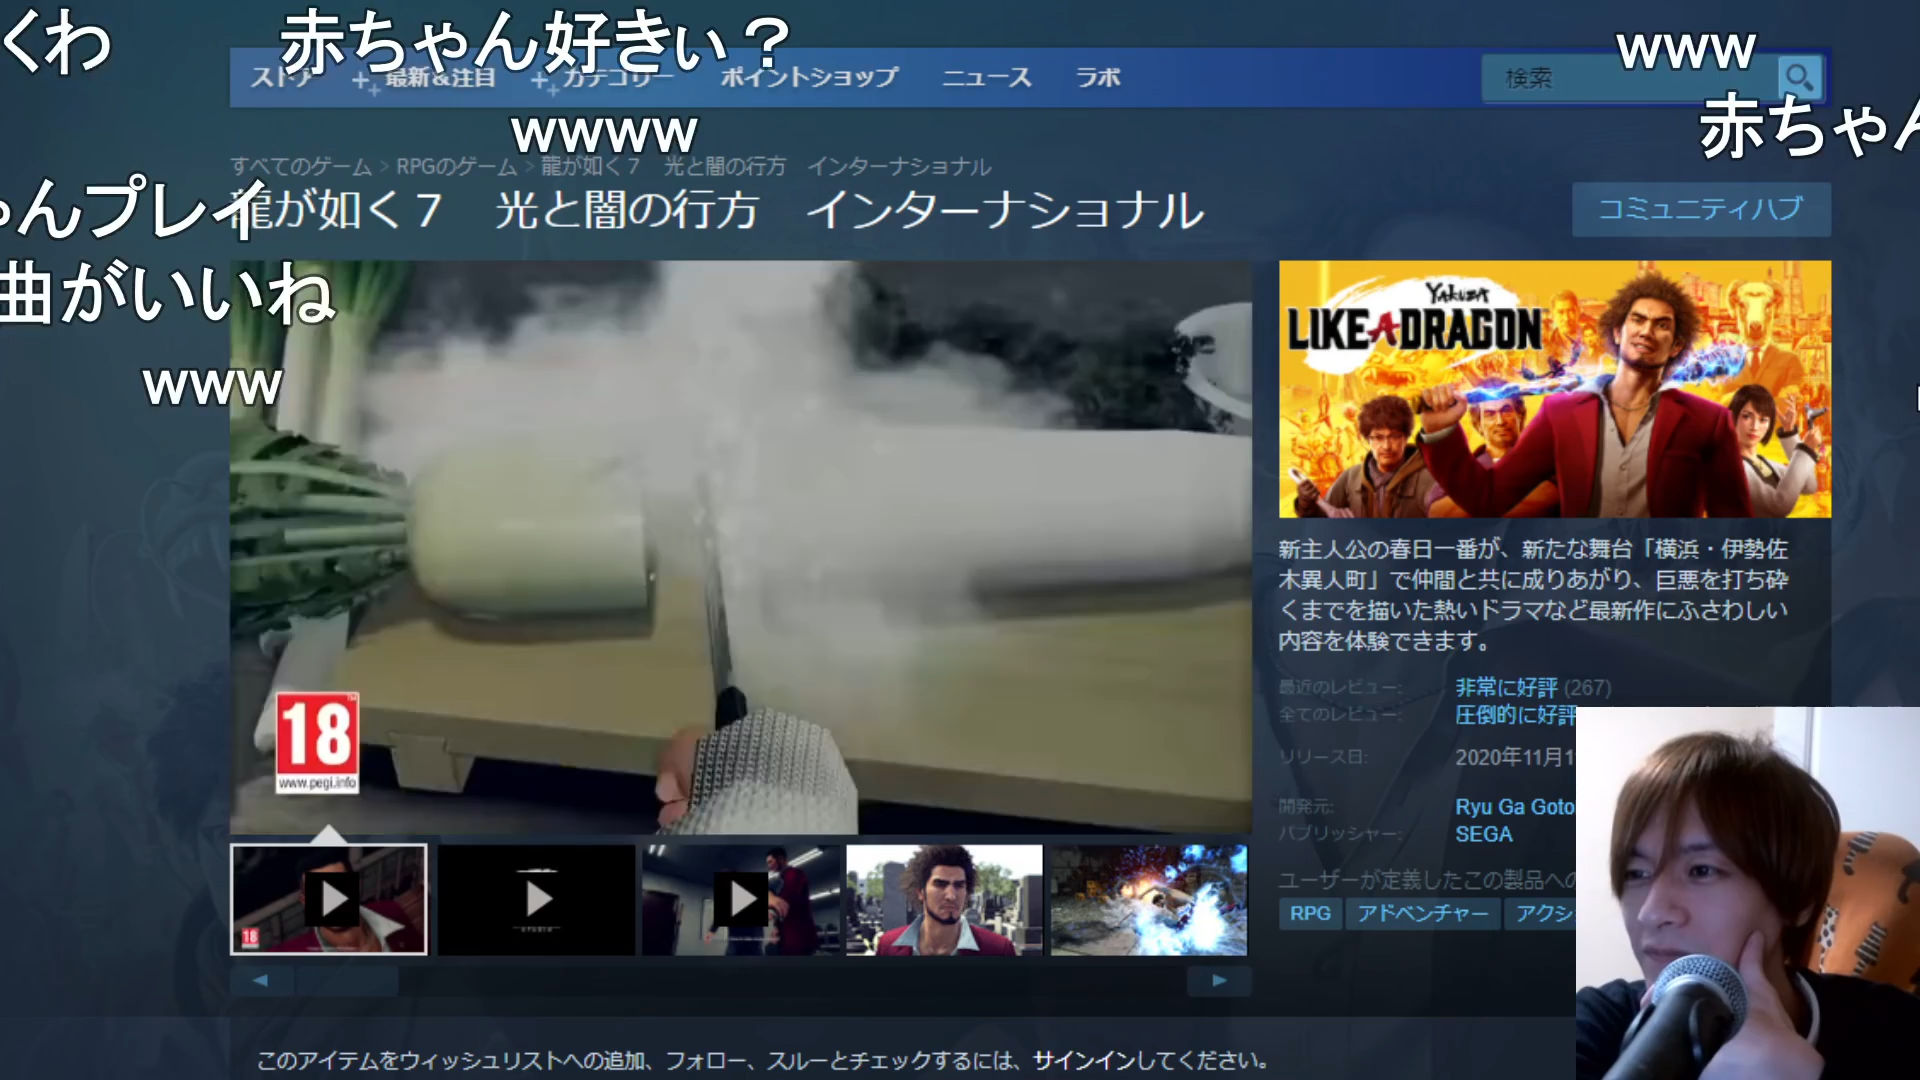 くわ
赤ちゃん好きぃ？
www
ストア
最新&注目
カテゴリー
ポイントショップ
ニュース
ラボ
検索
wwww
赤ちゃん
すべてのゲーム > RPGのゲーム > 龍が如く７　光と闇の行方　インターナショナル
ゃんプレイ
龍が如く７　光と闇の行方　インターナショナル
コミュニティハブ
曲がいいね
www
YAKUZA
LIKE A DRAGON
新主人公の春日一番が、新たな舞台「横浜・伊勢佐
木異人町」で仲間と共に成りあがり、巨悪を打ち砕
くまでを描いた熱いドラマなど最新作にふさわしい
内容を体験できます。
最近のレビュー: 非常に好評 (267)
全てのレビュー: 圧倒的に好評
リリース日: 2020年11月1
開発元: Ryu Ga Goto
パブリッシャー: SEGA
ユーザーが定義したこの製品への
RPG
アドベンチャー
アクシ
18
www.pegi.info
18
STUDIO
このアイテムをウィッシュリストへの追加、フォロー、スルーとチェックするには、サインインしてください。